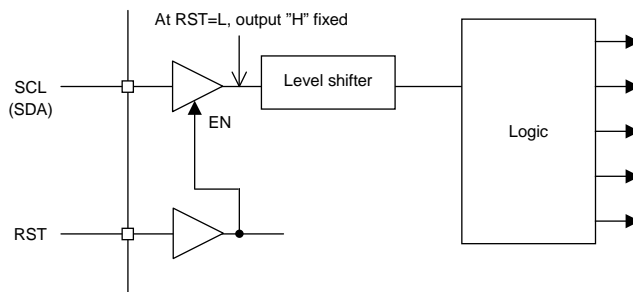 At RST=L, output "H" fixed
SCL
(SDA)
Level shifter
EN
Logic
RST